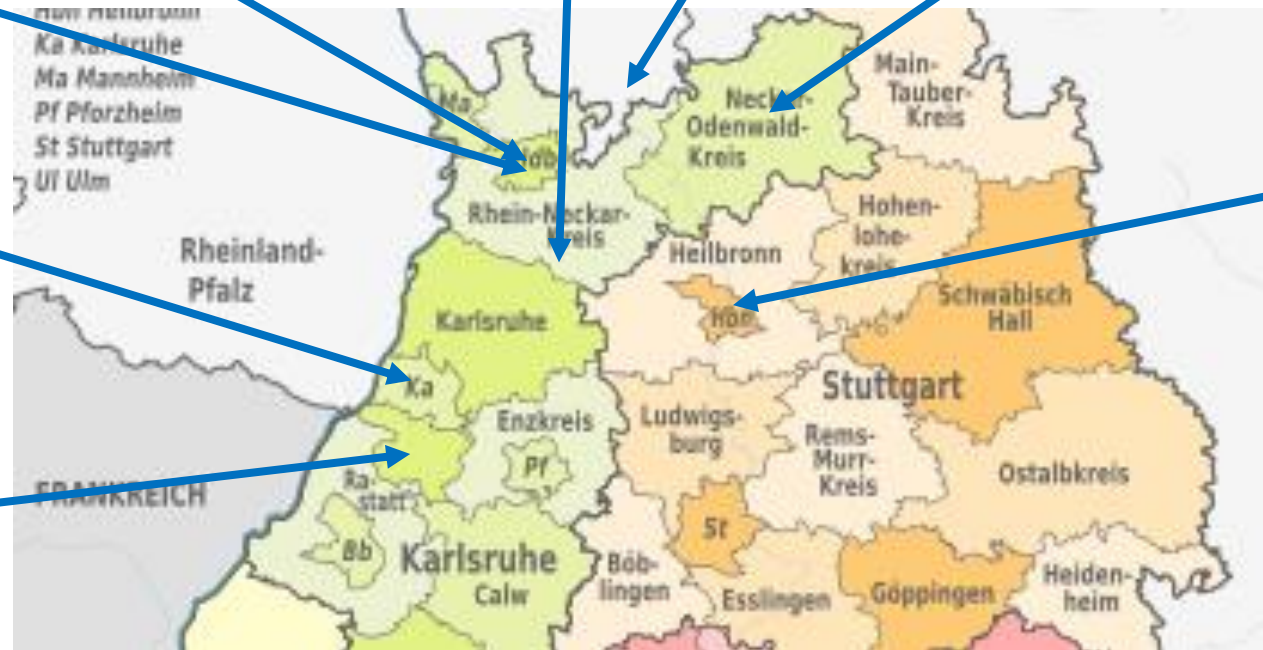 Hbn Heilbronn
Ka Karlsruhe
Ma Mannheim
Pf Pforzheim
St Stuttgart
Ul Ulm
Rheinland-
Pfalz
FRANKREICH
Ma
Hdb
Rhein-Neckar-
Kreis
Neckar-
Odenwald-
Kreis
Main-
Tauber-
Kreis
Hohen-
lohe-
kreis
Heilbronn
Hbn
Schwäbisch
Hall
Karlsruhe
Ka
Enzkreis
Pf
Ludwigs-
burg
Stuttgart
Rems-
Murr-
Kreis
Ostalbkreis
Ra-
statt
Bb
Karlsruhe
Calw
St
Böb-
lingen
Esslingen
Göppingen
Heiden-
heim